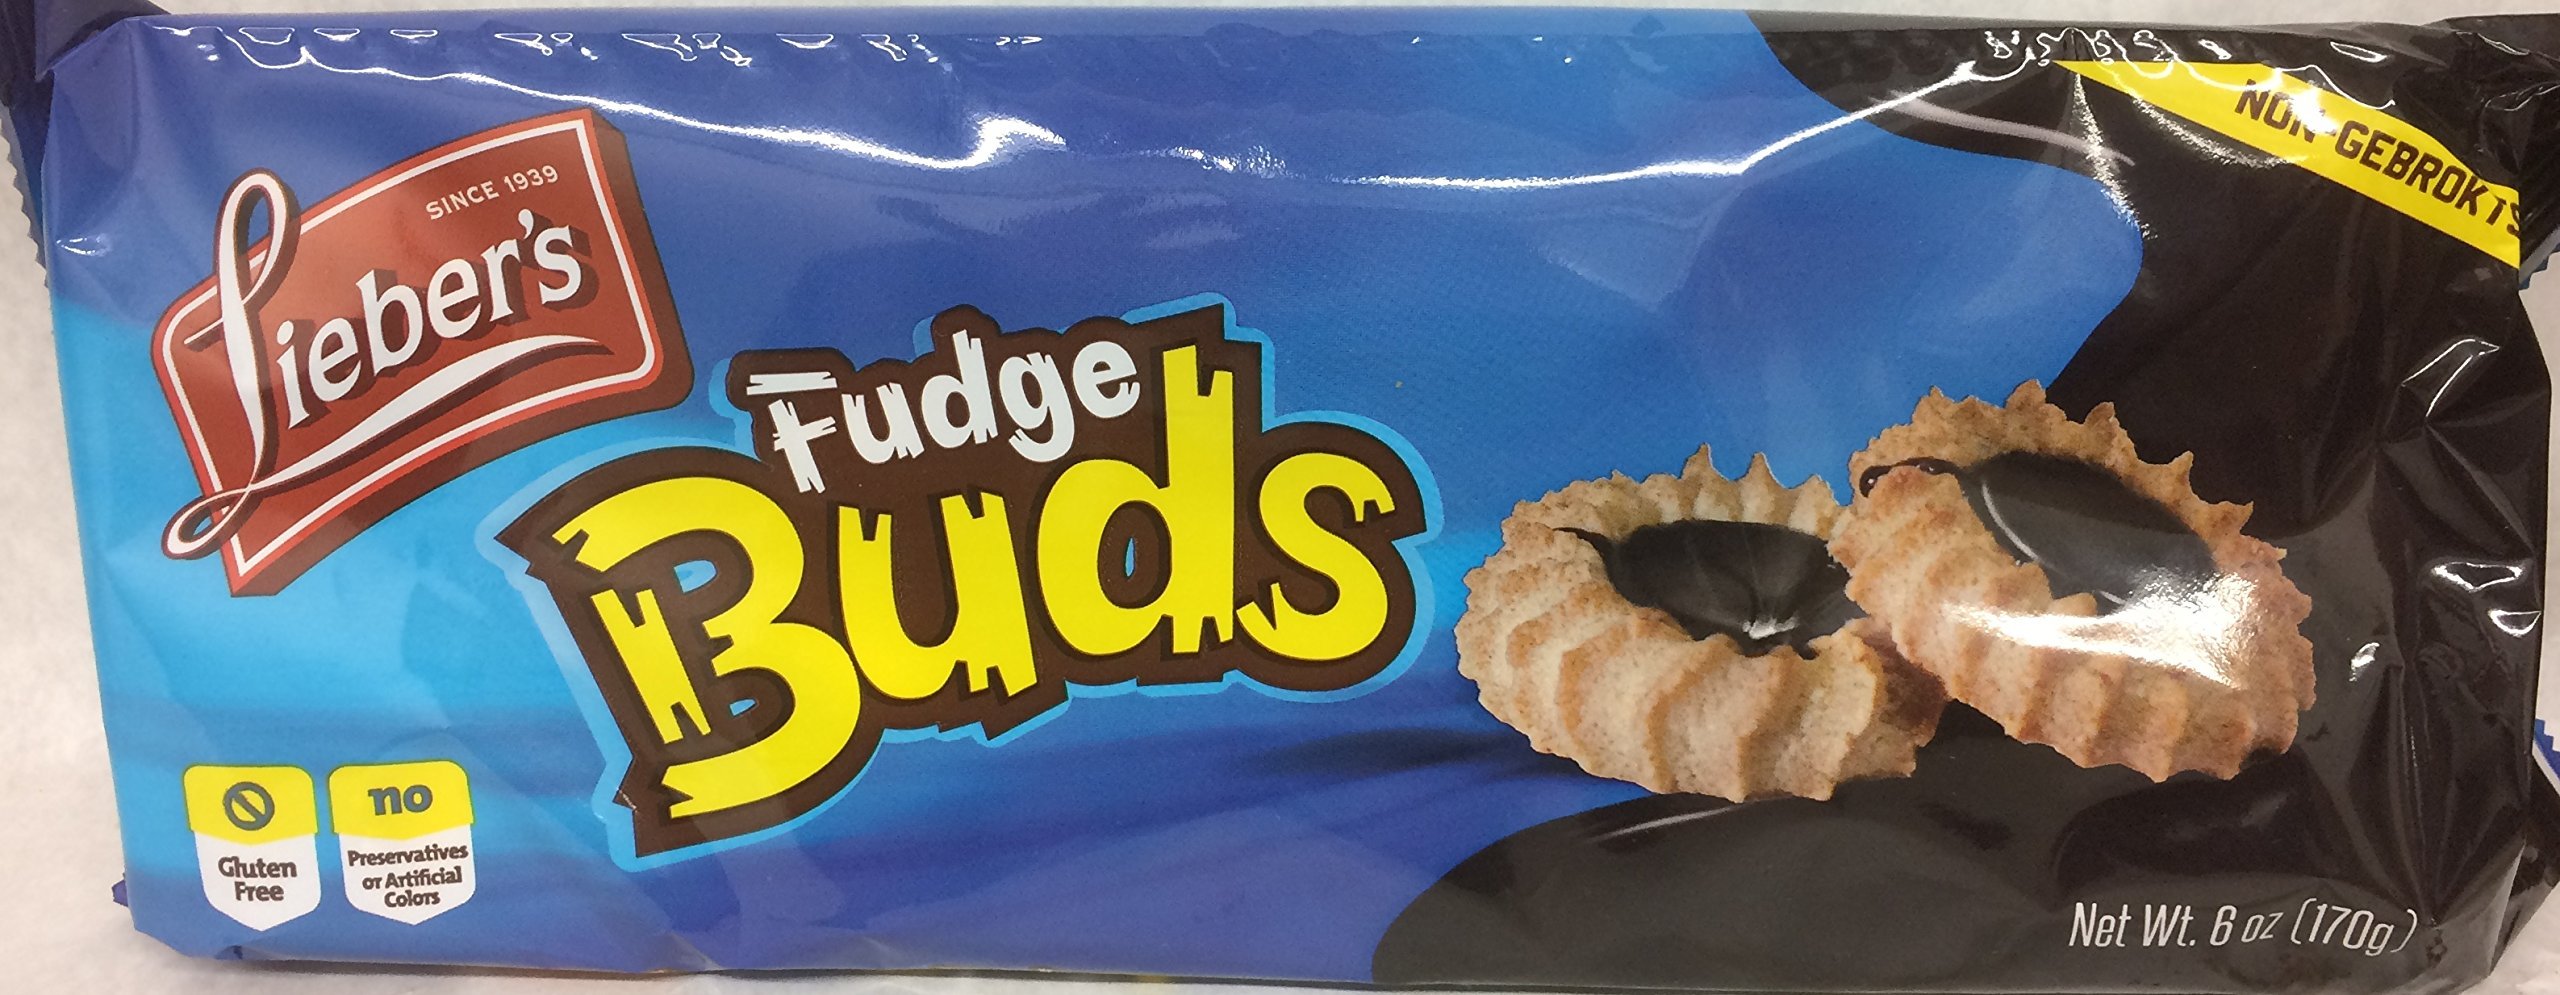 SINCE 1939
Lieber's
NON-GEBROKTS
Fudge
Buds
Gluten
Free
no
Preservatives
or Artificial
Colors
Net Wt. 6 oz (170g)